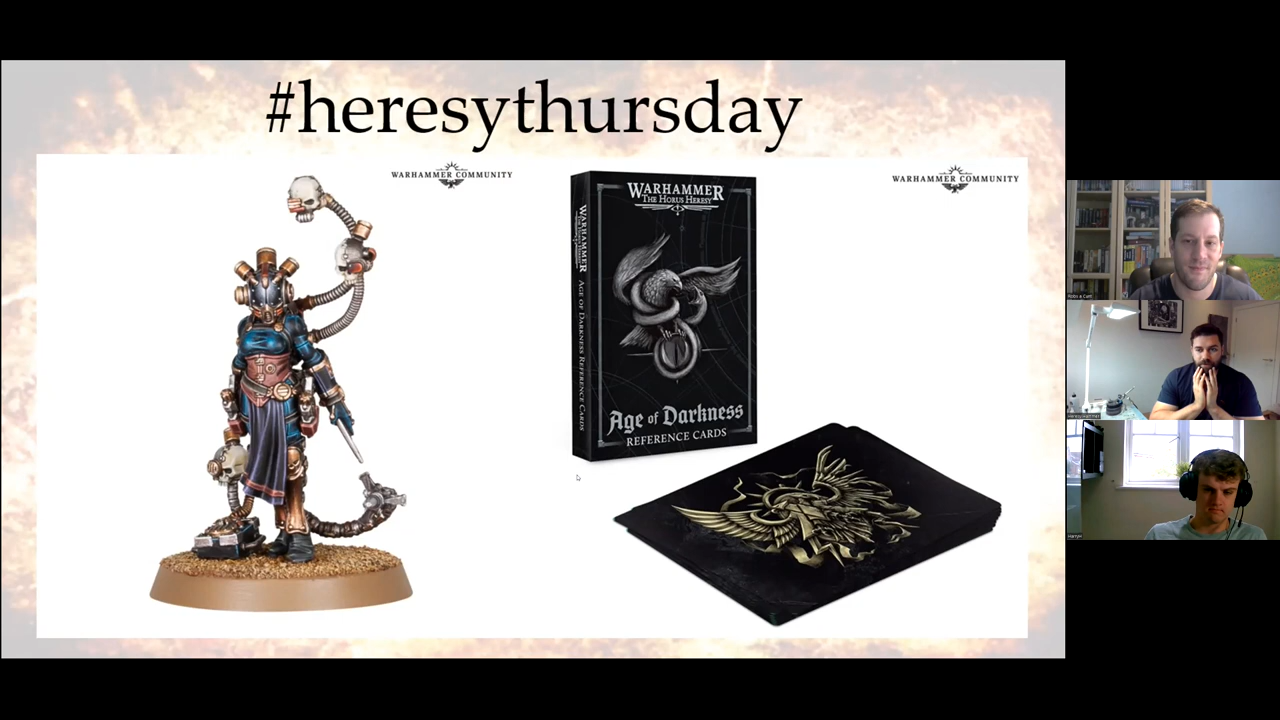 #heresythursday
WARHAMMER COMMUNITY
WARHAMMER COMMUNITY
WARHAMMER
THE HORUS HERESY
Age of Darkness
REFERENCE CARDS
WARHAMMER
AGE OF DARKNESS REFERENCE CARDS
HarryH